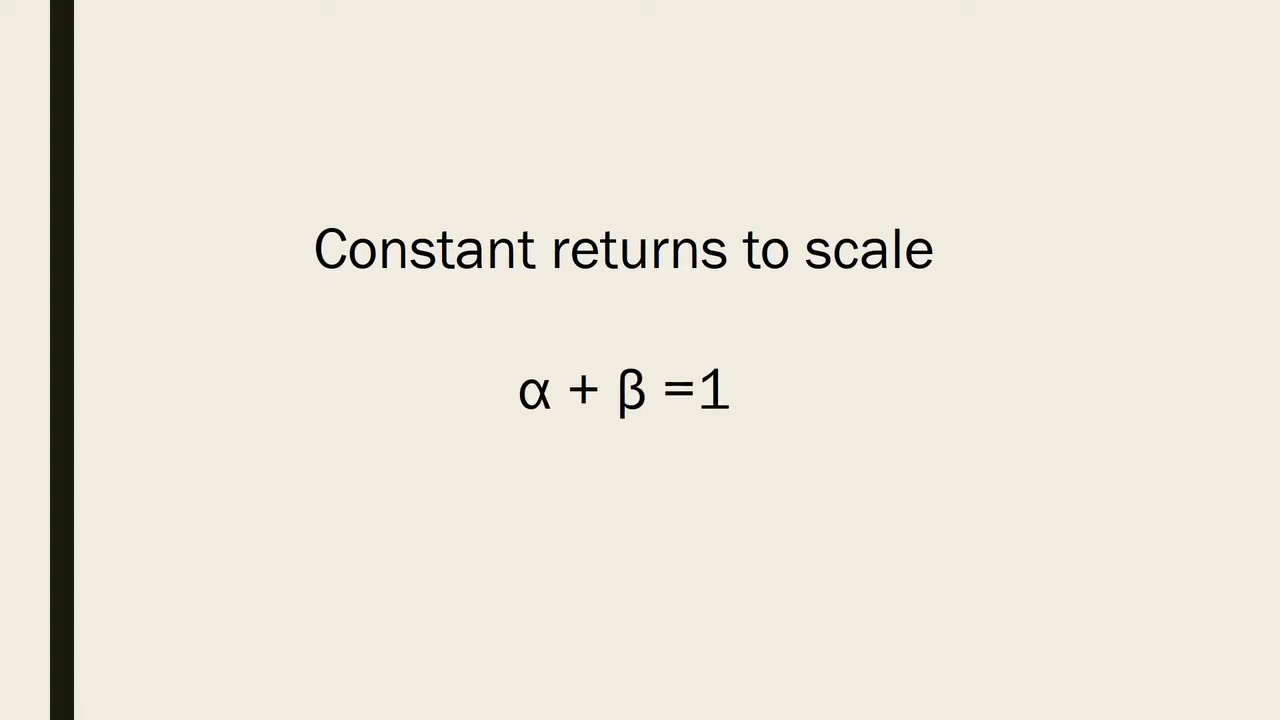 Constant returns to scale
α + β =1